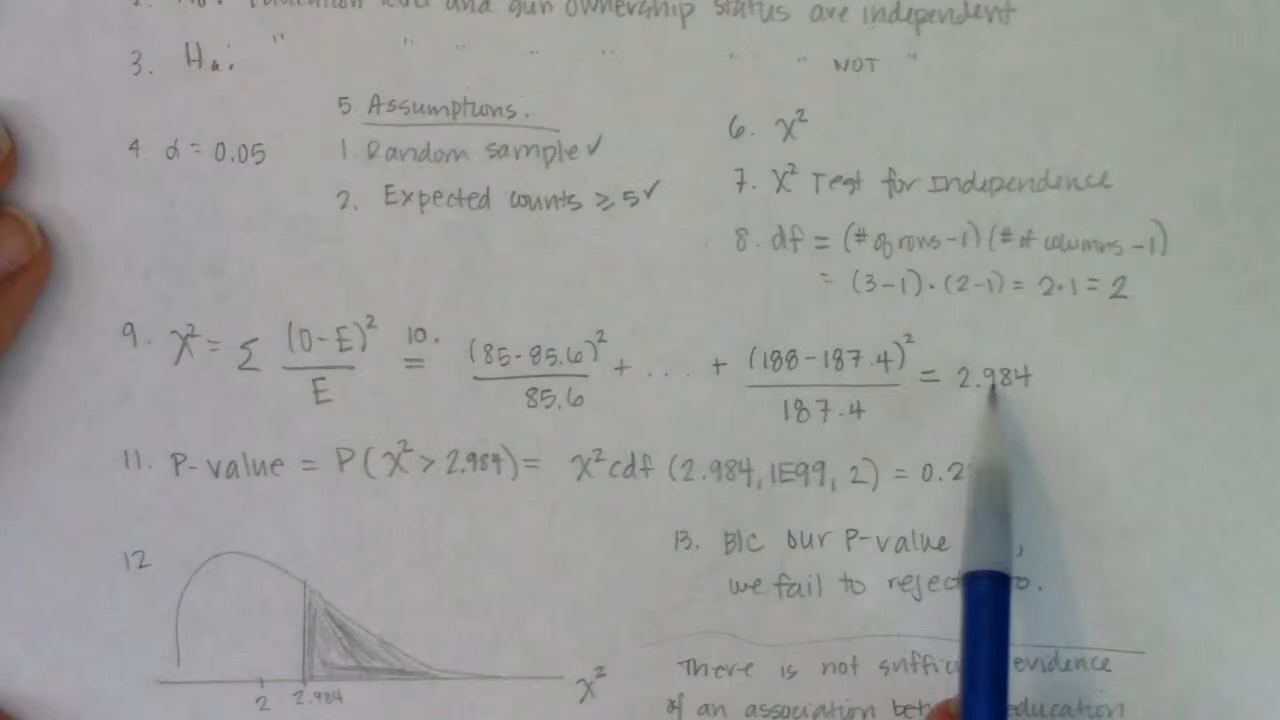 and gun ownership status are independent
3. Ha: " " " " " " " NOT "
5 Assumptions.
4. α = 0.05
1. Random sample ✓
2. Expected counts ≥ 5 ✓
6. χ²
7. χ² Test for Independence
8. df = (# of rows - 1) (# of columns - 1)
= (3-1)·(2-1) = 2·1 = 2
9. χ² = Σ (O-E)²/E 10. = (85-85.6)²/85.6 + . . . + (188-187.4)²/187.4 = 2.984
11. P-value = P(χ² > 2.984) = χ²cdf (2.984, 1E99, 2) = 0.2
12
2 2.984 χ²
13. B/c our P-value ,
we fail to reject
There is not evidence
of an association education